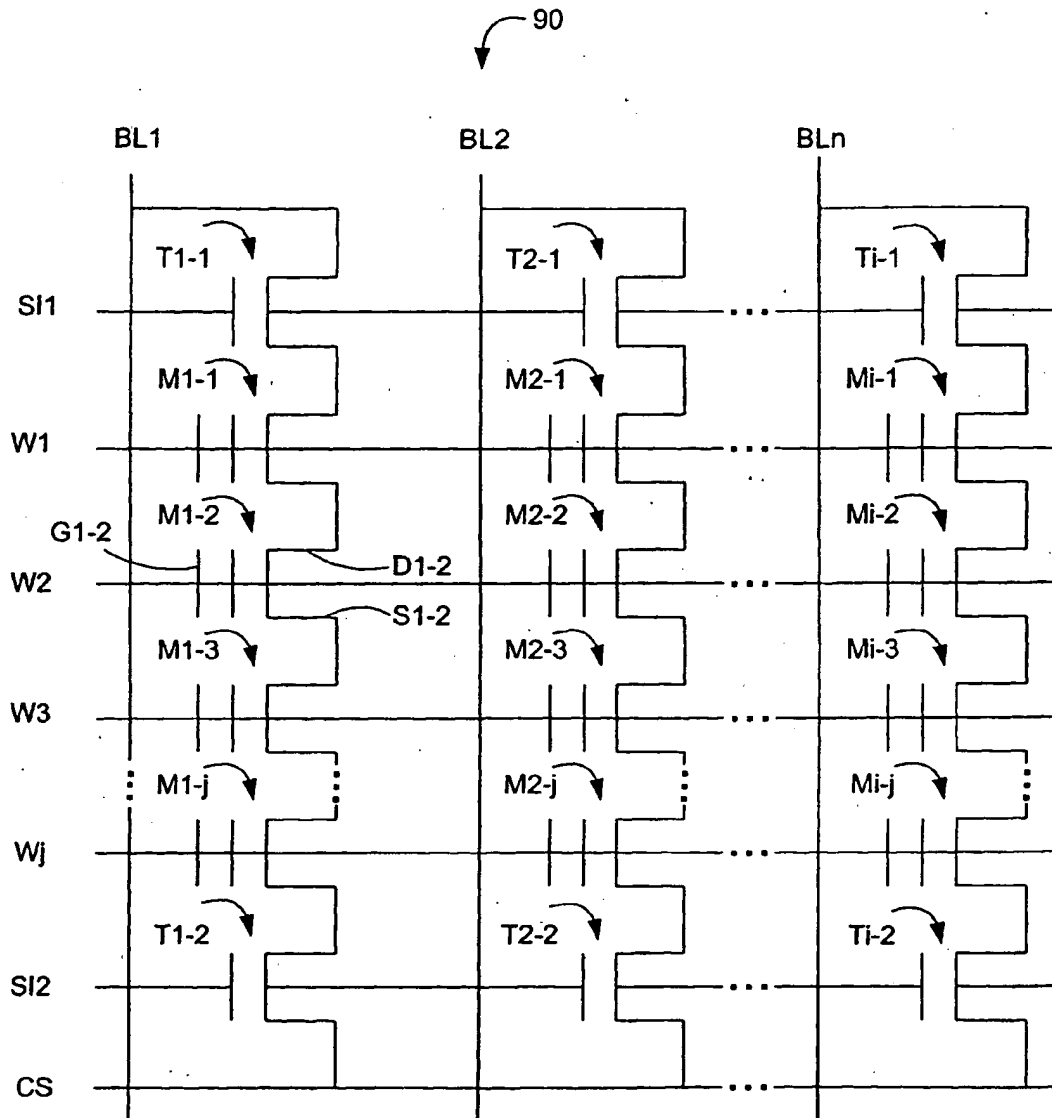 90
BL1 BL2 BLn
T1-1 T2-1 Ti-1
SI1
M1-1 M2-1 Mi-1
W1
M1-2 M2-2 Mi-2
G1-2
D1-2
W2
S1-2
M1-3 M2-3 Mi-3
W3
M1-j M2-j Mi-j
Wj
T1-2 T2-2 Ti-2
SI2
CS